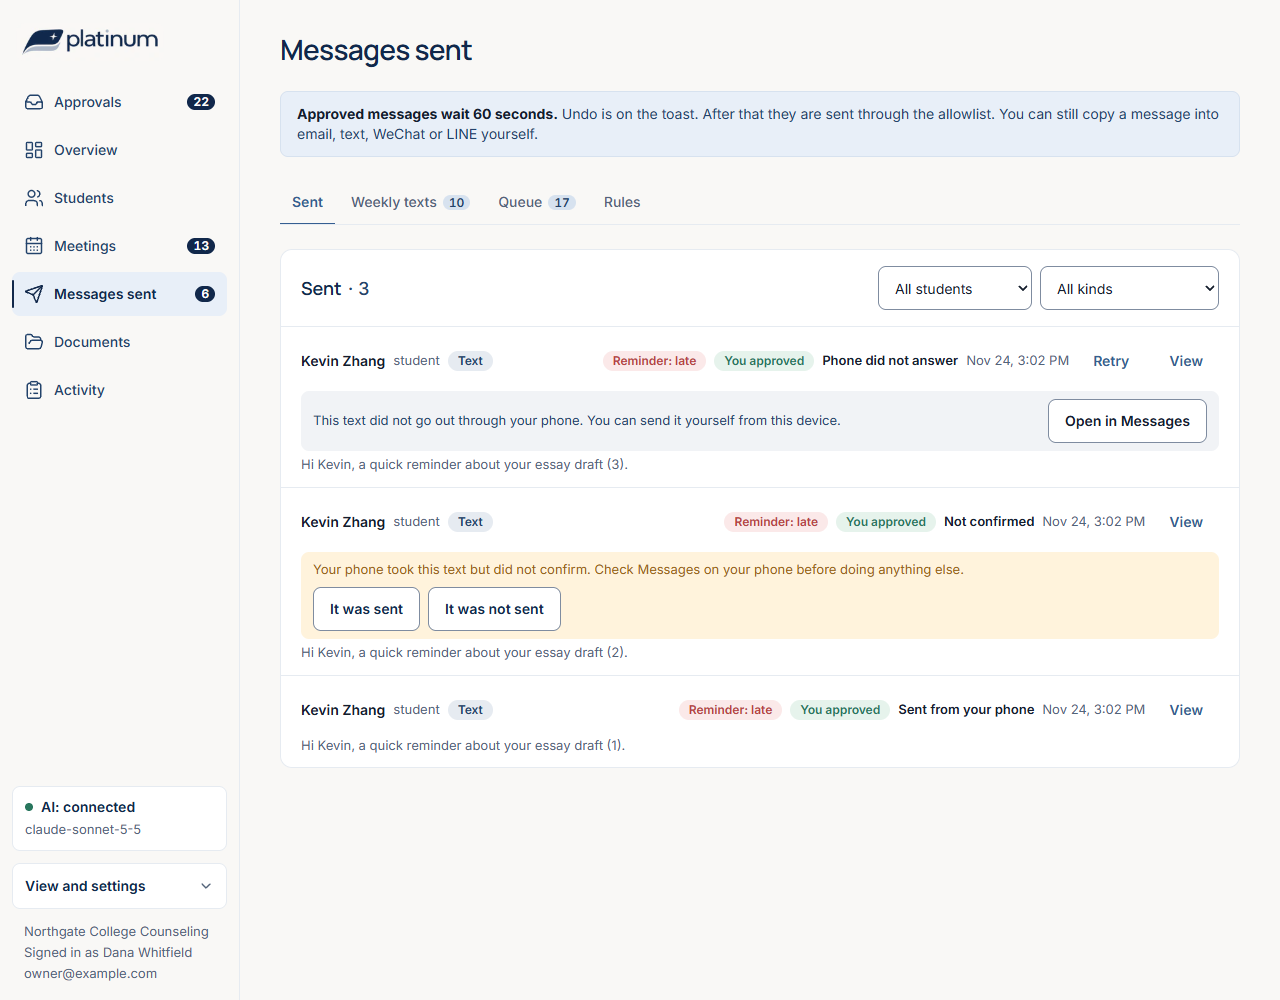 platinum
Approvals 22
Overview
Students
Meetings 13
Messages sent 6
Documents
Activity
AI: connected
claude-sonnet-5-5
View and settings
Northgate College Counseling
Signed in as Dana Whitfield
owner@example.com
Messages sent
Approved messages wait 60 seconds. Undo is on the toast. After that they are sent through the allowlist. You can still copy a message into
email, text, WeChat or LINE yourself.
Sent Weekly texts 10 Queue 17 Rules
Sent · 3 All students All kinds
Kevin Zhang student Text Reminder: late You approved Phone did not answer Nov 24, 3:02 PM Retry View
This text did not go out through your phone. You can send it yourself from this device. Open in Messages
Hi Kevin, a quick reminder about your essay draft (3).
Kevin Zhang student Text Reminder: late You approved Not confirmed Nov 24, 3:02 PM View
Your phone took this text but did not confirm. Check Messages on your phone before doing anything else.
It was sent It was not sent
Hi Kevin, a quick reminder about your essay draft (2).
Kevin Zhang student Text Reminder: late You approved Sent from your phone Nov 24, 3:02 PM View
Hi Kevin, a quick reminder about your essay draft (1).